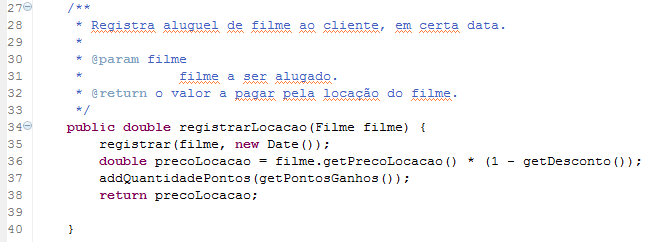 27 /**
28 * Registra aluguel de filme ao cliente, em certa data.
29 *
30 * @param filme
31 * filme a ser alugado.
32 * @return o valor a pagar pela locação do filme.
33 */
34 public double registrarLocacao(Filme filme) {
35 registrar(filme, new Date());
36 double precoLocacao = filme.getPrecoLocacao() * (1 - getDesconto());
37 addQuantidadePontos(getPontosGanhos());
38 return precoLocacao;
39
40 }